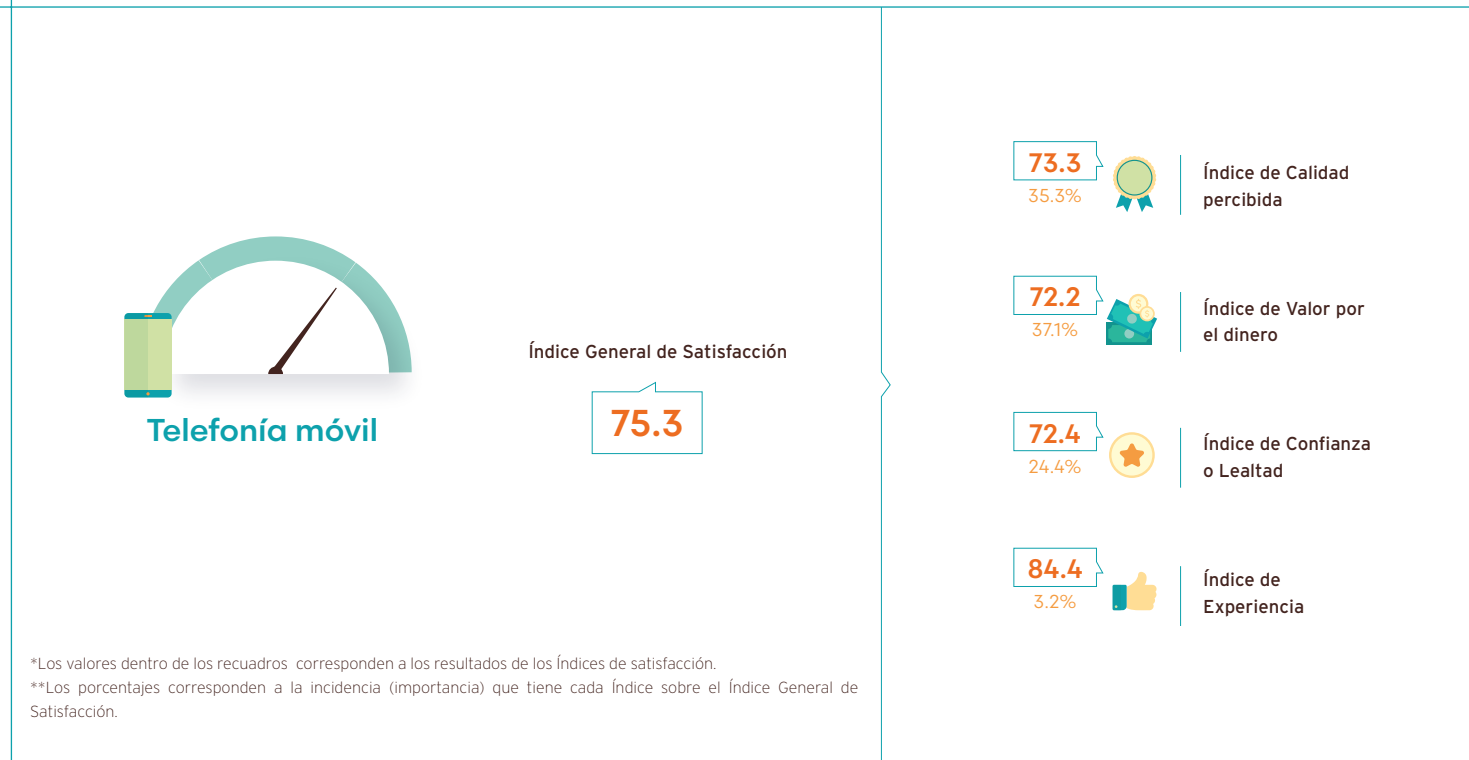 Telefonía móvil
Índice General de Satisfacción
75.3
73.3
35.3%
Índice de Calidad
percibida
72.2
37.1%
Índice de Valor por
el dinero
72.4
24.4%
Índice de Confianza
o Lealtad
84.4
3.2%
Índice de
Experiencia
*Los valores dentro de los recuadros corresponden a los resultados de los Índices de satisfacción.
**Los porcentajes corresponden a la incidencia (importancia) que tiene cada Índice sobre el Índice General de
Satisfacción.